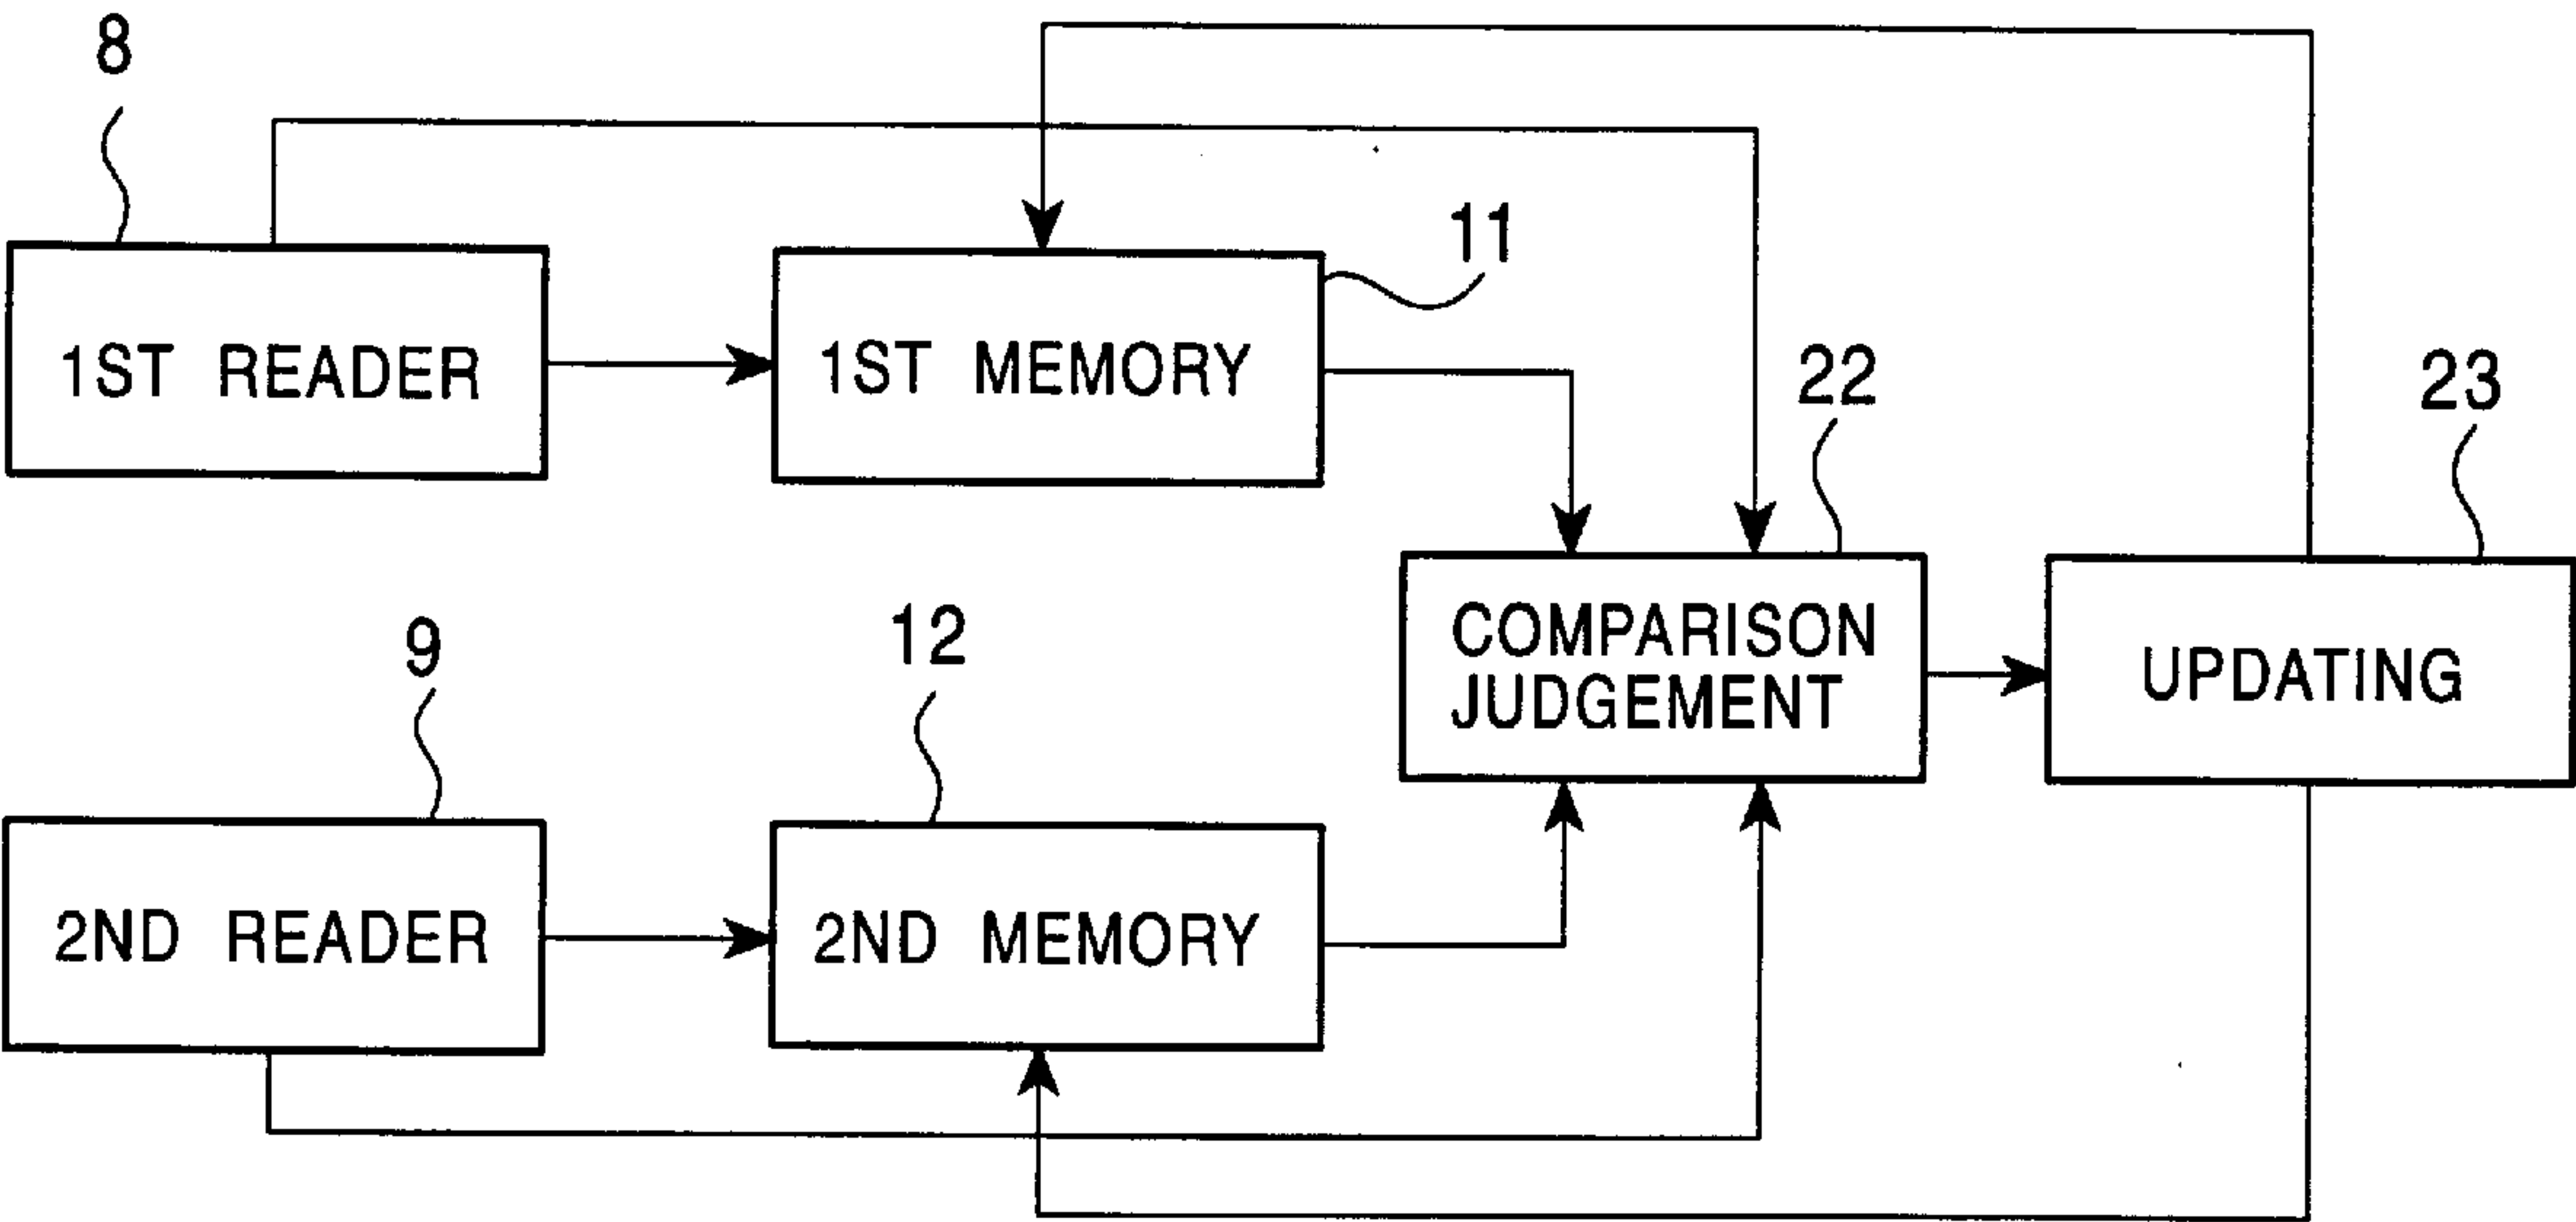 8
11
1ST READER
1ST MEMORY
22
23
9
12
COMPARISON
JUDGEMENT
UPDATING
2ND READER
2ND MEMORY